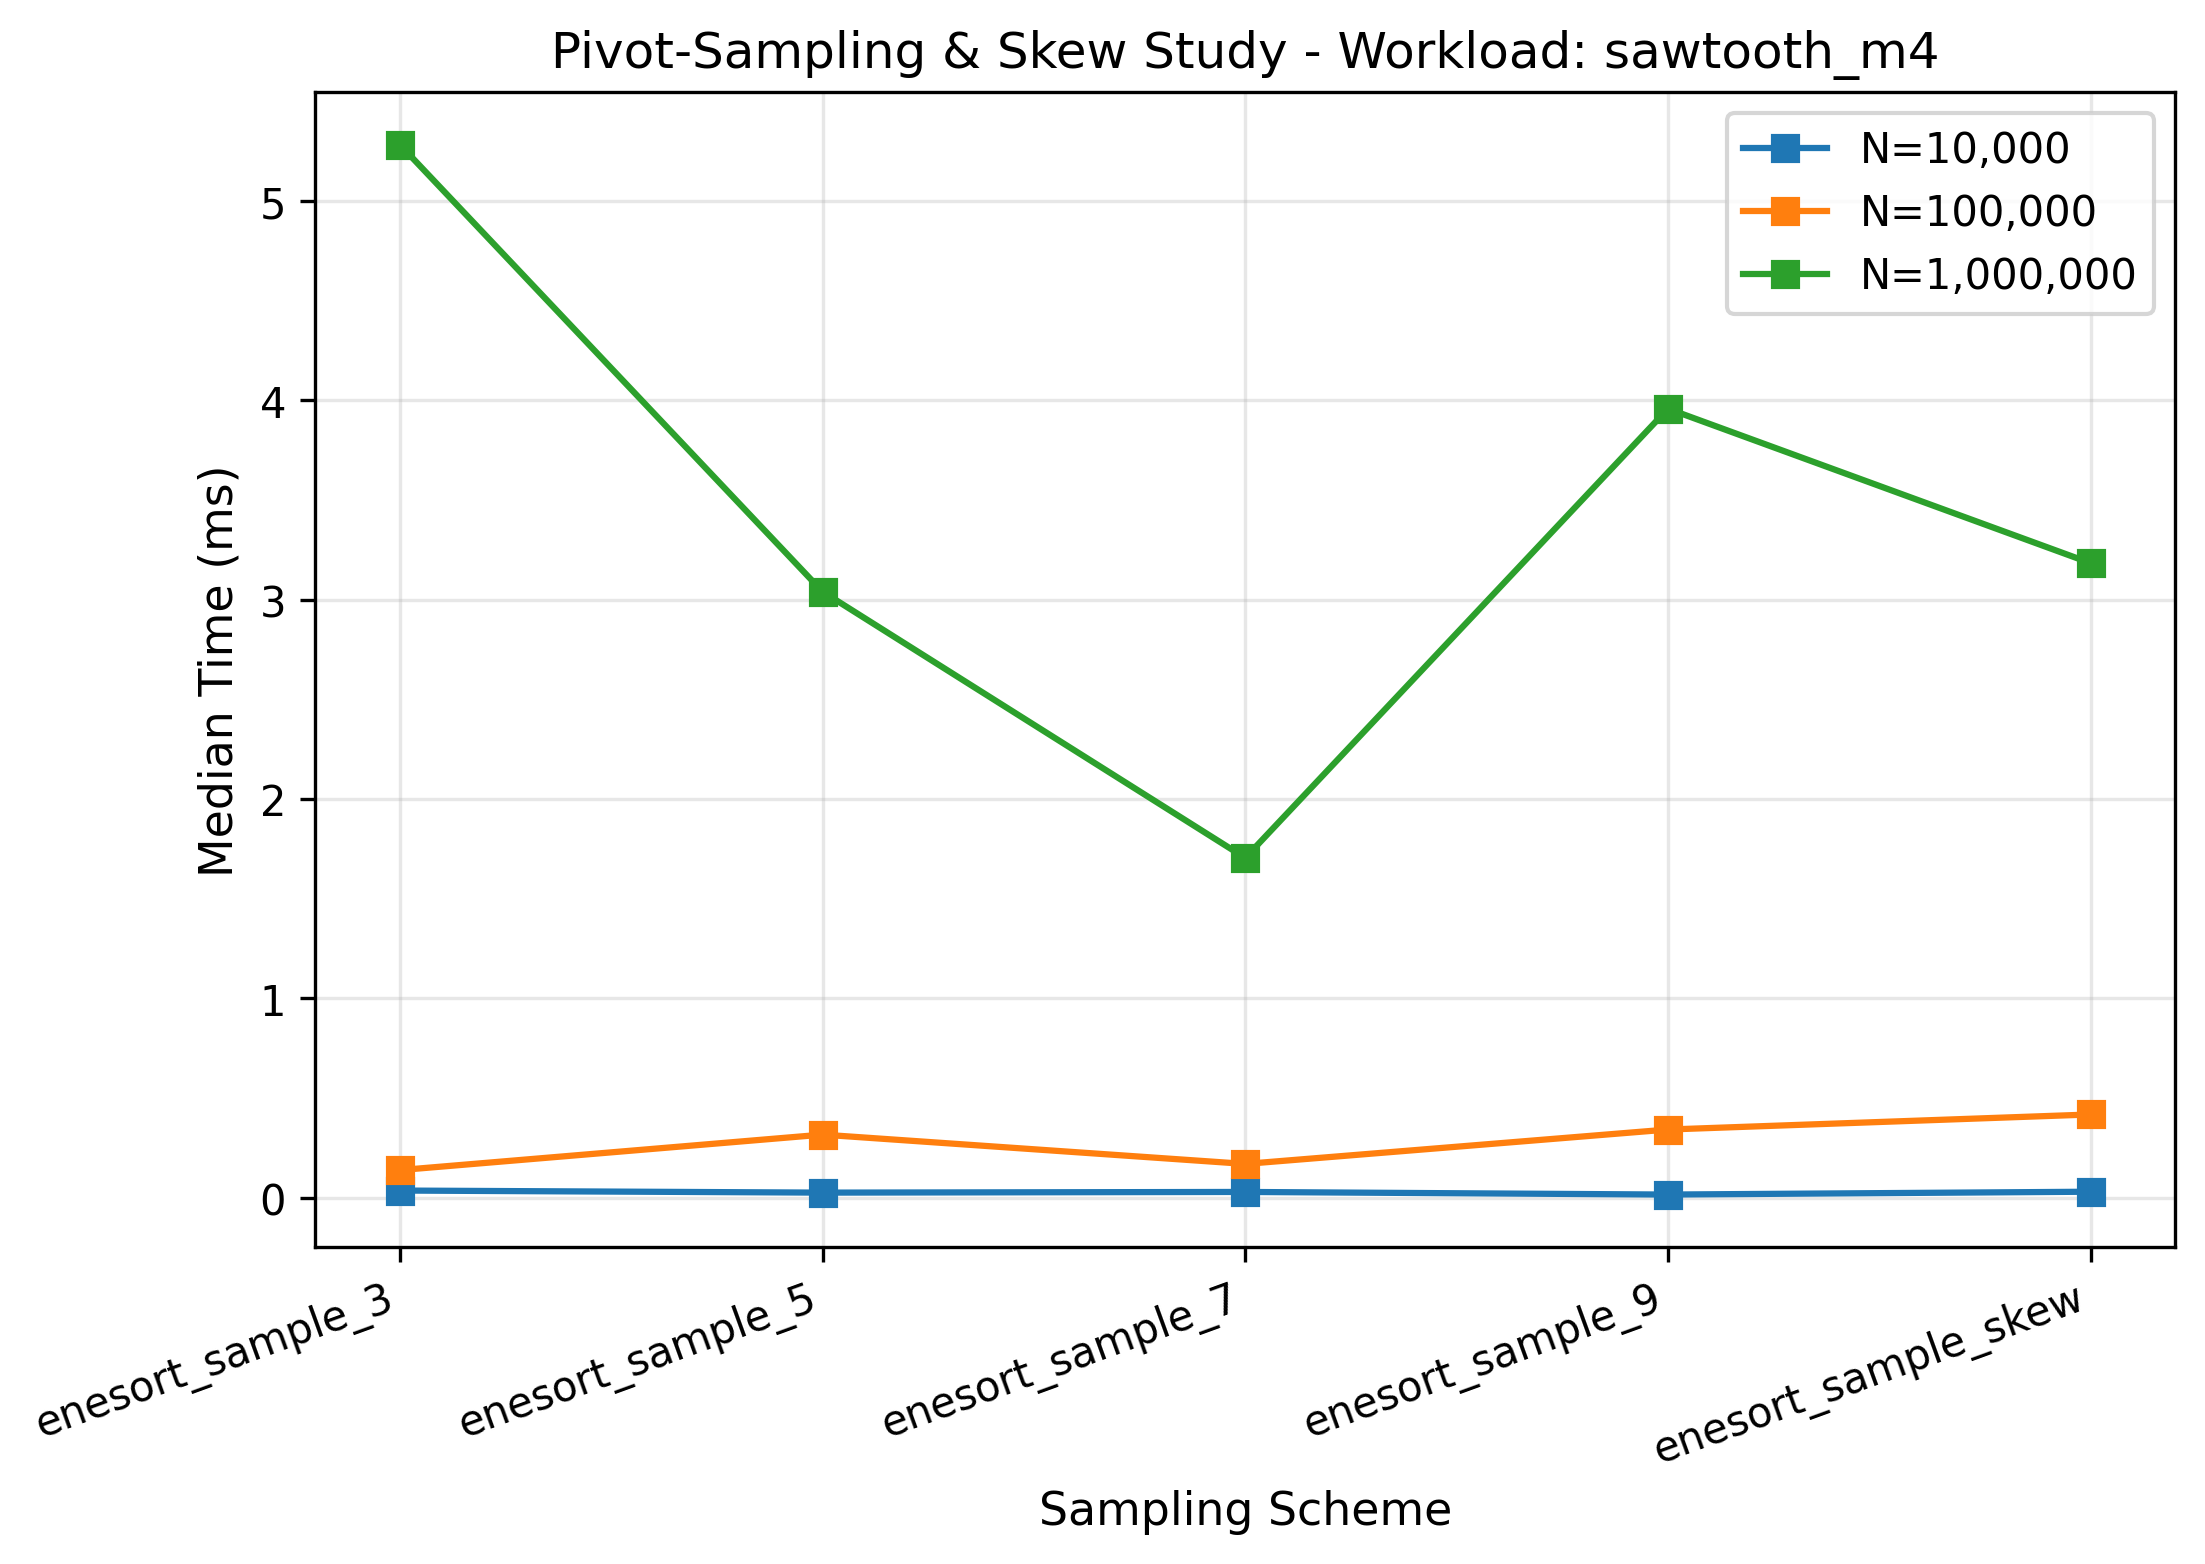 Pivot-Sampling & Skew Study - Workload: sawtooth_m4
N=10,000
N=100,000
N=1,000,000
Median Time (ms)
5
4
3
2
1
0
enesort_sample_3
enesort_sample_5
enesort_sample_7
enesort_sample_9
enesort_sample_skew
Sampling Scheme